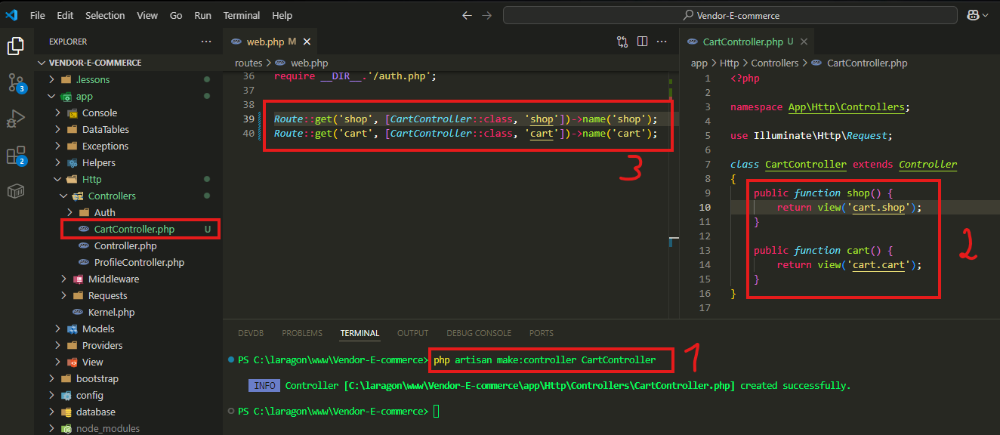 File Edit Selection View Go Run Terminal Help
Vendor-E-commerce
EXPLORER
VENDOR-E-COMMERCE
.lessons
app
Console
DataTables
Exceptions
Helpers
Http
Controllers
Auth
CartController.php U
Controller.php
ProfileController.php
Middleware
Requests
Kernel.php
Models
Providers
View
bootstrap
config
database
node_modules
3
2
web.php M
routes > web.php
36 require __DIR__.'/auth.php';
37
38
39 Route::get('shop', [CartController::class, 'shop'])->name('shop');
40 Route::get('cart', [CartController::class, 'cart'])->name('cart');
3
CartController.php U
app > Http > Controllers > CartController.php
1 <?php
2
3 namespace App\Http\Controllers;
4
5 use Illuminate\Http\Request;
6
7 class CartController extends Controller
8 {
9 public function shop() {
10 return view('cart.shop');
11 }
12
13 public function cart() {
14 return view('cart.cart');
15 }
16 }
17
2
DEVDB PROBLEMS TERMINAL OUTPUT DEBUG CONSOLE PORTS
PS C:\laragon\www\Vendor-E-commerce> php artisan make:controller CartController
1
INFO Controller [C:\laragon\www\Vendor-E-commerce\app\Http\Controllers\CartController.php] created successfully.
PS C:\laragon\www\Vendor-E-commerce>